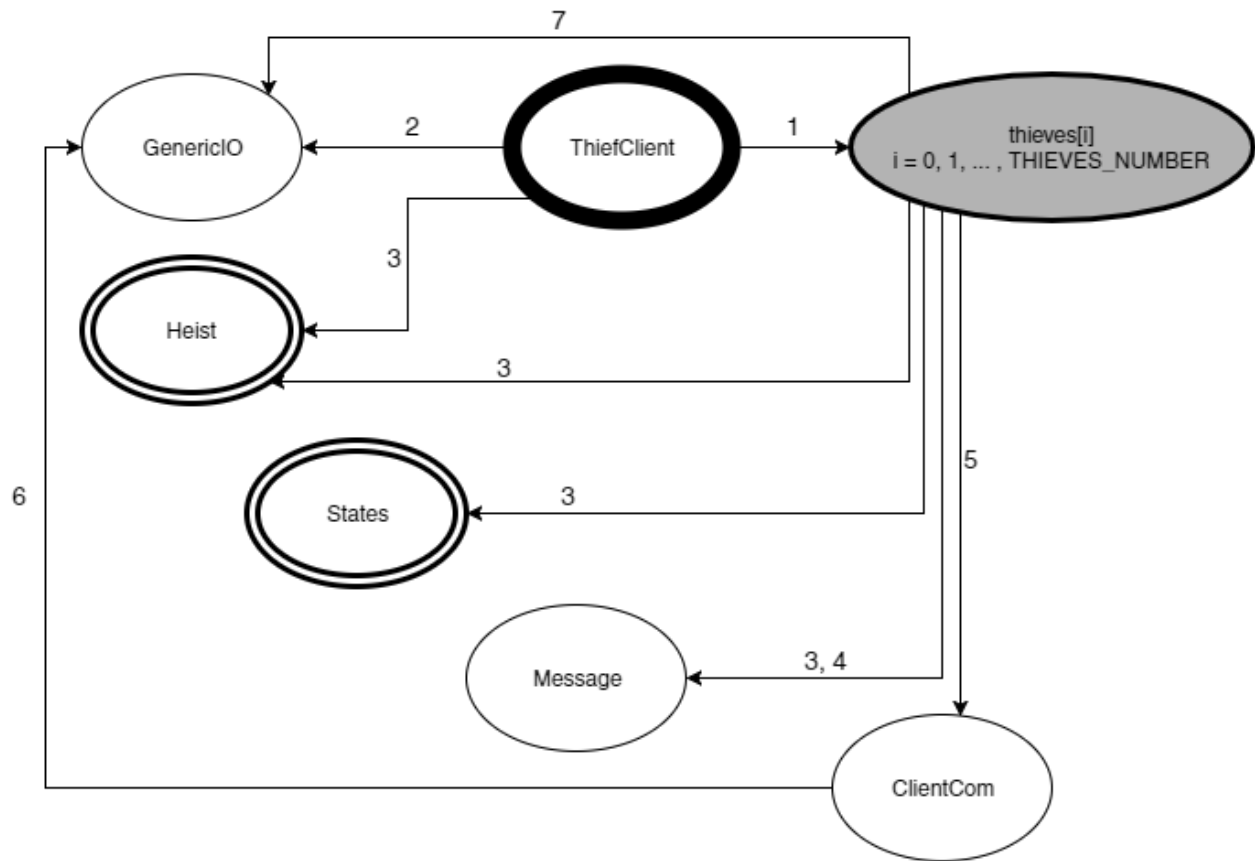 7
GenericIO
2
ThiefClient
1
thieves[i]
i = 0, 1, ... , THIEVES_NUMBER
3
Heist
3
5
6
States
3
Message
3, 4
ClientCom